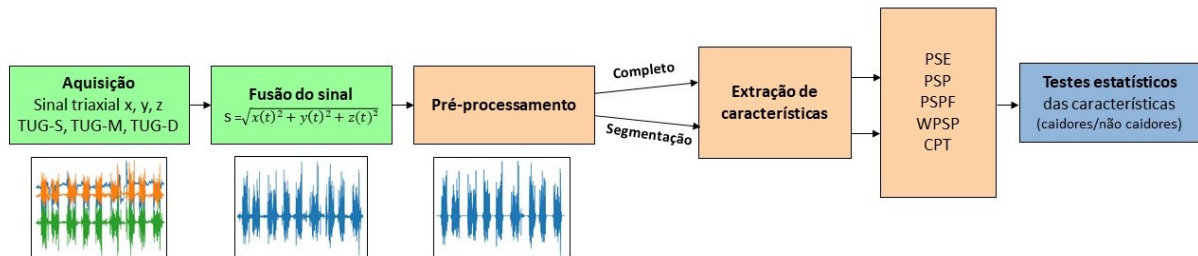 Aquisição
Sinal triaxial x, y, z
TUG-S, TUG-M, TUG-D
Fusão do sinal
S =√x(t)² + y(t)² + z(t)²
Pré-processamento
Completo
Segmentação
Extração de
características
PSE
PSP
PSPF
WPSP
CPT
Testes estatísticos
das características
(caidores/não caidores)